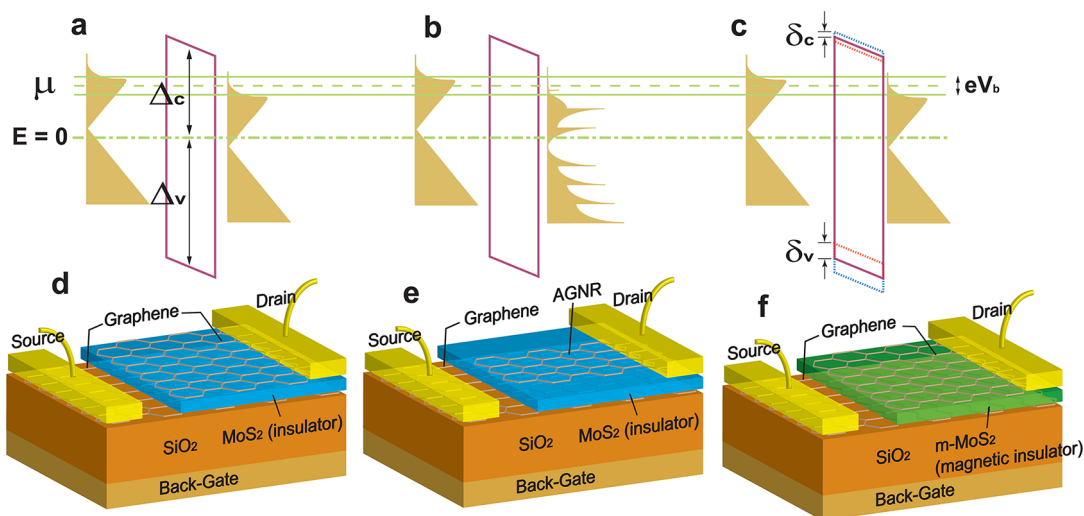 a
b
c
δc
μ
Δc
eVb
E = 0
Δv
δv
d
e
f
Source
Graphene
Drain
SiO2
MoS2 (insulator)
Back-Gate
Source
Graphene
AGNR
Drain
SiO2
MoS2 (insulator)
Back-Gate
Source
Graphene
Drain
SiO2
m-MoS2
(magnetic insulator)
Back-Gate